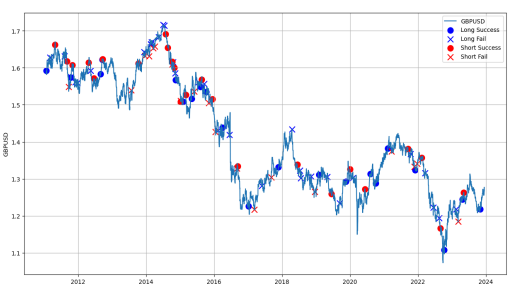 GBPUSD
Long Success
Long Fail
Short Success
Short Fail
GBPUSD
1.7
1.6
1.5
1.4
1.3
1.2
1.1
2012 2014 2016 2018 2020 2022 2024